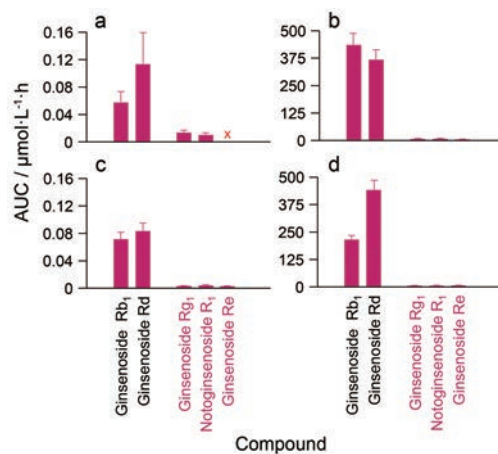 a
b
0.16
0.12
0.08
0.04
0
x
500
375
250
125
0
AUC / µmol·L⁻¹·h
c
d
0.16
0.12
0.08
0.04
0
500
375
250
125
0
Ginsenoside Rb₁
Ginsenoside Rd
Ginsenoside Rg₁
Notoginsenoside R₁
Ginsenoside Re
Ginsenoside Rb₁
Ginsenoside Rd
Ginsenoside Rg₁
Notoginsenoside R₁
Ginsenoside Re
Compound